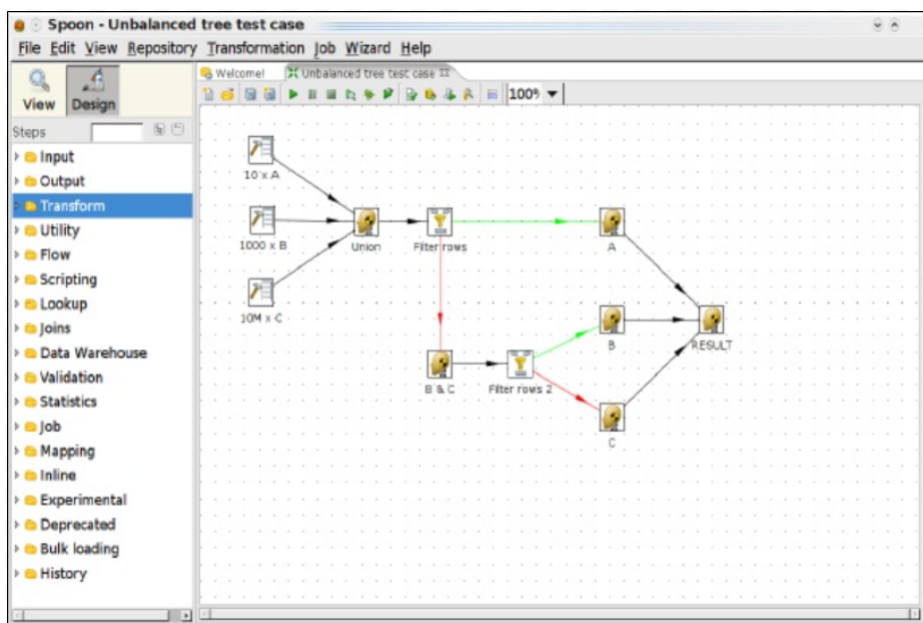 Spoon - Unbalanced tree test case
File Edit View Repository Transformation Job Wizard Help
View
Design
Steps
Input
Output
Transform
Utility
Flow
Scripting
Lookup
Joins
Data Warehouse
Validation
Statistics
Job
Mapping
Inline
Experimental
Deprecated
Bulk loading
History
Welcome!
Unbalanced tree test case
100%
10 x A
1000 x B
10M x C
Union
Filter rows
A
B & C
Filter rows 2
B
C
RESULT